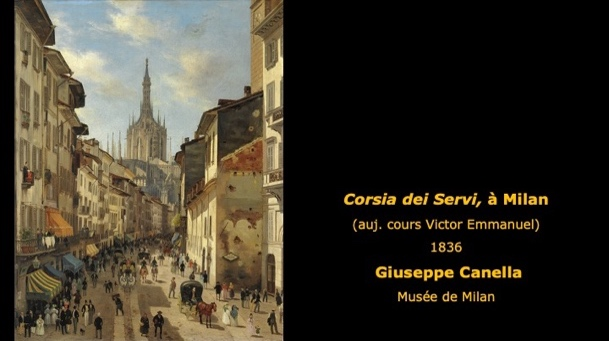 Corsia dei Servi, à Milan
(auj. cours Victor Emmanuel)
1836
Giuseppe Canella
Musée de Milan